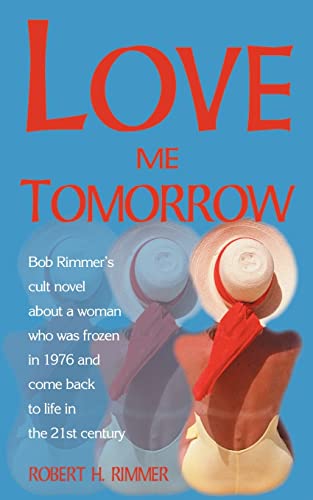 LOVE
ME
TOMORROW
Bob Rimmer's
cult novel
about a woman
who was frozen
in 1976 and
come back
to life in
the 21st century
ROBERT H. RIMMER